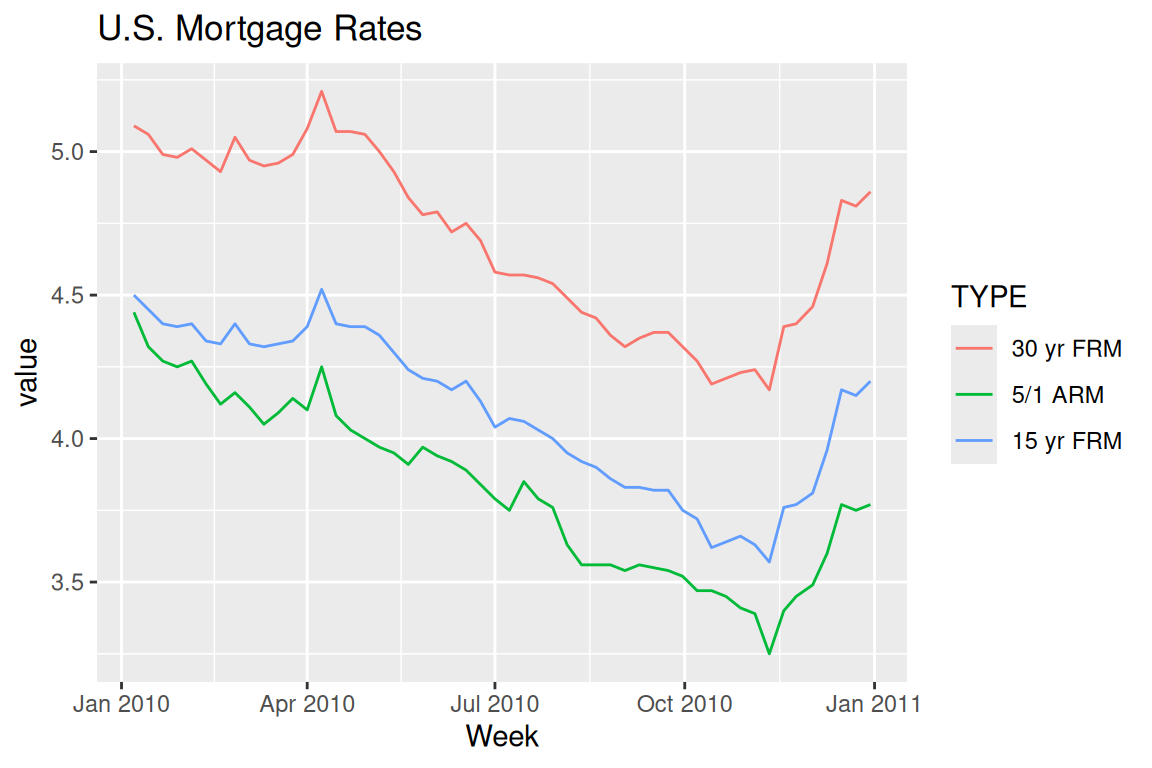 U.S. Mortgage Rates
value
5.0
4.5
4.0
3.5
Jan 2010 Apr 2010 Jul 2010 Oct 2010 Jan 2011
Week
TYPE
30 yr FRM
5/1 ARM
15 yr FRM